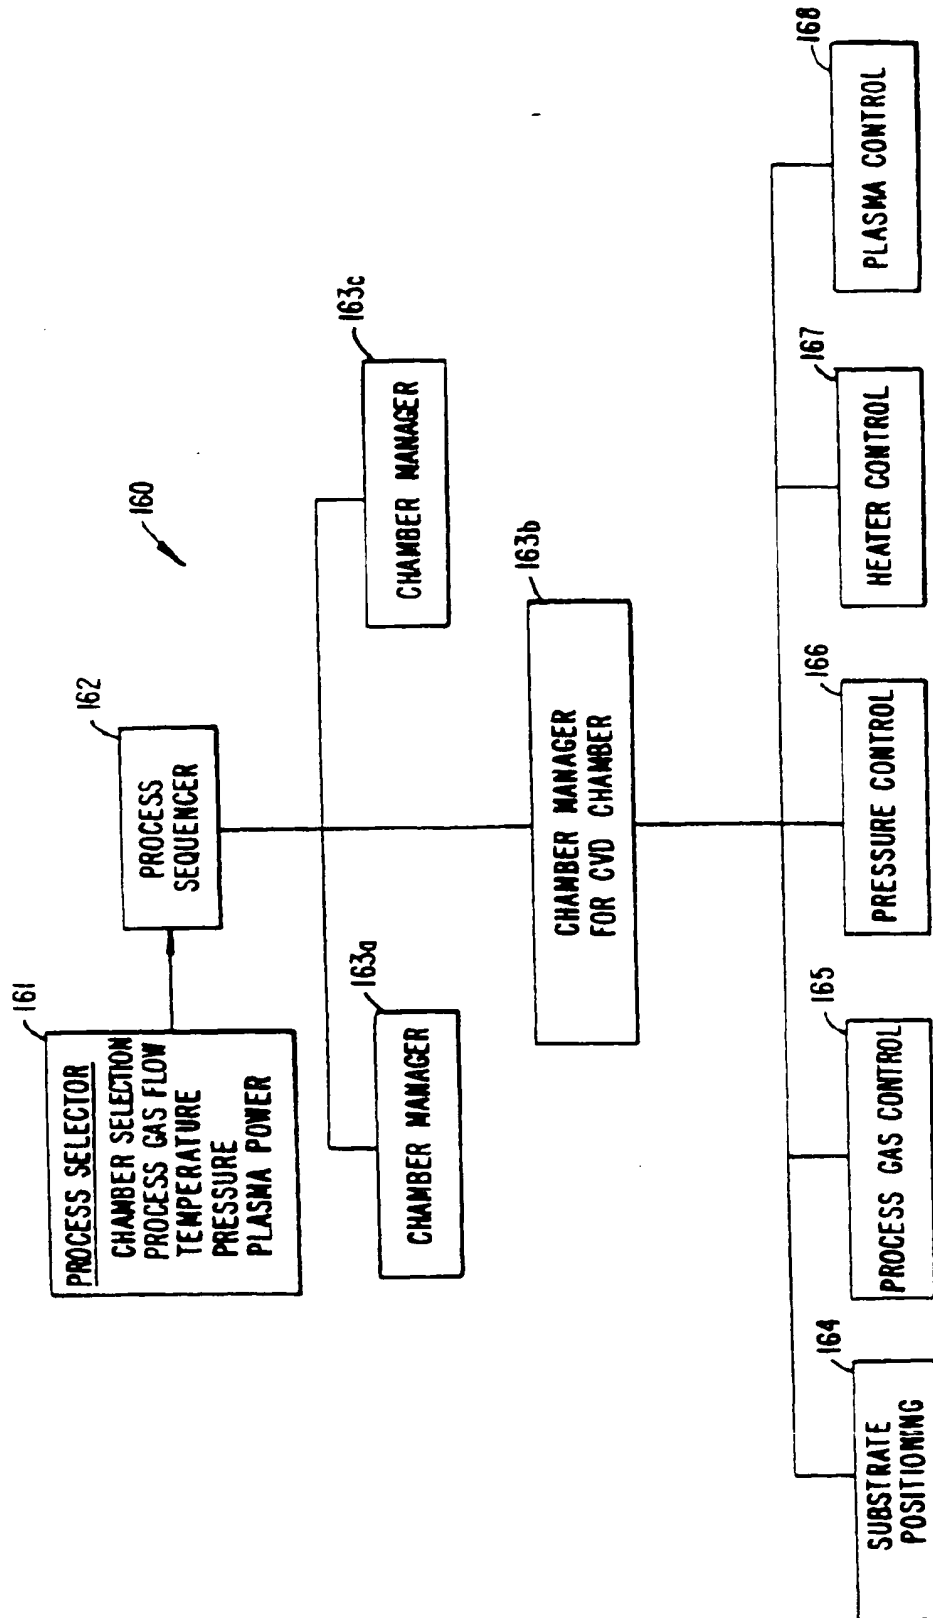 160
161
PROCESS SELECTOR
CHAMBER SELECTION
PROCESS GAS FLOW
TEMPERATURE
PRESSURE
PLASMA POWER
162
PROCESS
SEQUENCER
163a
CHAMBER MANAGER
163c
CHAMBER MANAGER
163b
CHAMBER MANAGER
FOR CVD CHAMBER
164
SUBSTRATE
POSITIONING
165
PROCESS GAS CONTROL
166
PRESSURE CONTROL
167
HEATER CONTROL
168
PLASMA CONTROL